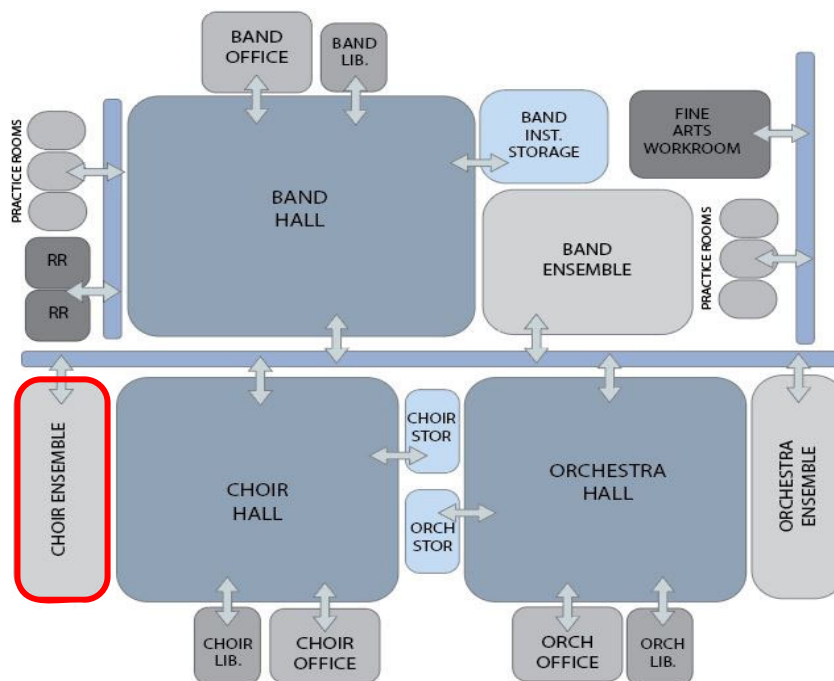 BAND
OFFICE
BAND
LIB.
PRACTICE ROOMS
BAND
HALL
BAND
INST.
STORAGE
FINE
ARTS
WORKROOM
RR
RR
BAND
ENSEMBLE
PRACTICE ROOMS
CHOIR ENSEMBLE
CHOIR
HALL
CHOIR
STOR
ORCH
STOR
ORCHESTRA
HALL
ORCHESTRA
ENSEMBLE
CHOIR
LIB.
CHOIR
OFFICE
ORCH
OFFICE
ORCH
LIB.